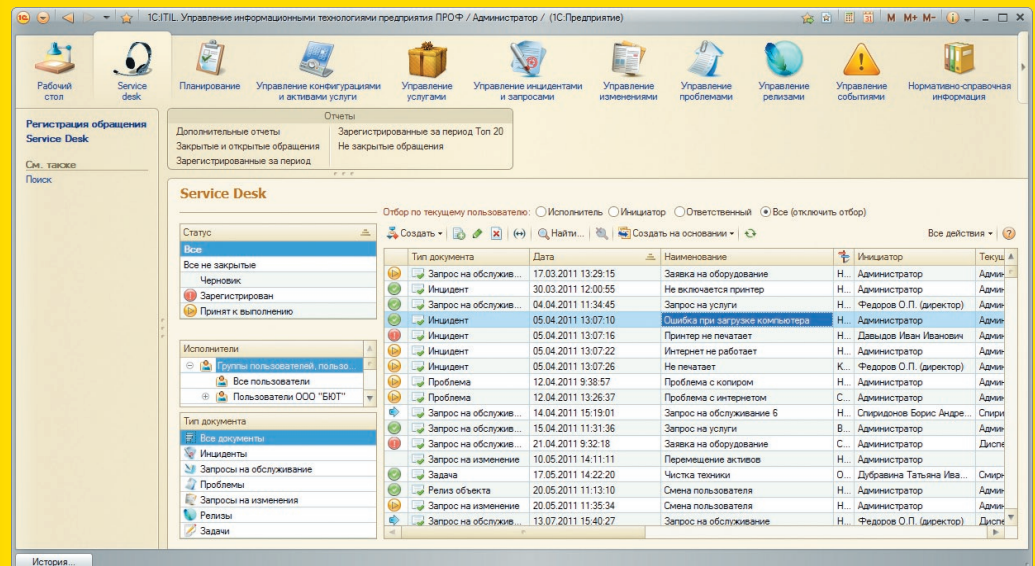 1С:ITIL. Управление информационными технологиями предприятия ПРОФ / Администратор / (1С:Предприятие)
M M+ M-
Рабочий стол
Service desk
Планирование
Управление конфигурациями и активами услуги
Управление услугами
Управление инцидентами и запросами
Управление изменениями
Управление проблемами
Управление релизами
Управление событиями
Нормативно-справочная информация
Регистрация обращения
Service Desk
См. также
Поиск
Отчеты
Дополнительные отчеты Зарегистрированные за период Топ 20
Закрытые и открытые обращения Не закрытые обращения
Зарегистрированные за период
Service Desk
Отбор по текущему пользователю: Исполнитель Инициатор Ответственный Все (отключить отбор)
Создать Найти... Создать на основании Все действия
Статус
Все
Все не закрытые
Черновик
Зарегистрирован
Принят к выполнению
Исполнители
Группы пользователей, пользо...
Все пользователи
Пользователи ООО "БЮТ"
Тип документа
Все документы
Инциденты
Запросы на обслуживание
Проблемы
Запросы на изменения
Релизы
Задачи
Тип документа Дата Наименование Инициатор Текущ
Запрос на обслужив... 17.03.2011 13:29:15 Заявка на оборудование Н... Администратор Админ
Инцидент 30.03.2011 12:00:55 Не включается принтер Н... Администратор Админ
Запрос на обслужив... 04.04.2011 11:34:45 Запрос на услуги Н... Федоров О.П. (директор) Админ
Инцидент 05.04.2011 13:07:10 Ошибка при загрузке компьютера Н... Администратор Админ
Инцидент 05.04.2011 13:07:16 Принтер не печатает Н... Давыдов Иван Иванович Админ
Инцидент 05.04.2011 13:07:22 Интернет не работает Н... Администратор Админ
Инцидент 05.04.2011 13:07:26 Не печатает К... Федоров О.П. (директор) Админ
Проблема 12.04.2011 9:38:57 Проблема с копиром Н... Администратор Админ
Проблема 12.04.2011 13:26:37 Проблема с интернетом С... Администратор Админ
Запрос на обслужив... 14.04.2011 15:19:01 Запрос на обслуживание 6 Н... Спиридонов Борис Андре... Спири
Запрос на обслужив... 15.04.2011 11:31:36 Запрос на услугу В... Администратор Админ
Запрос на обслужив... 21.04.2011 9:32:18 Заявка на оборудование С... Администратор Диспе
Запрос на изменение 10.05.2011 14:11:11 Перемещение активов Н... Администратор
Задача 17.05.2011 14:22:20 Чистка техники О... Дубравина Татьяна Ива... Смирн
Релиз объекта 20.05.2011 11:13:10 Смена пользователя Н... Администратор Админ
Запрос на изменение 20.05.2011 11:35:34 Смена пользователя Н... Администратор Админ
Запрос на обслужив... 13.07.2011 15:40:27 Запрос на обслуживание Н... Федоров О.П. (директор) Диспе
История...